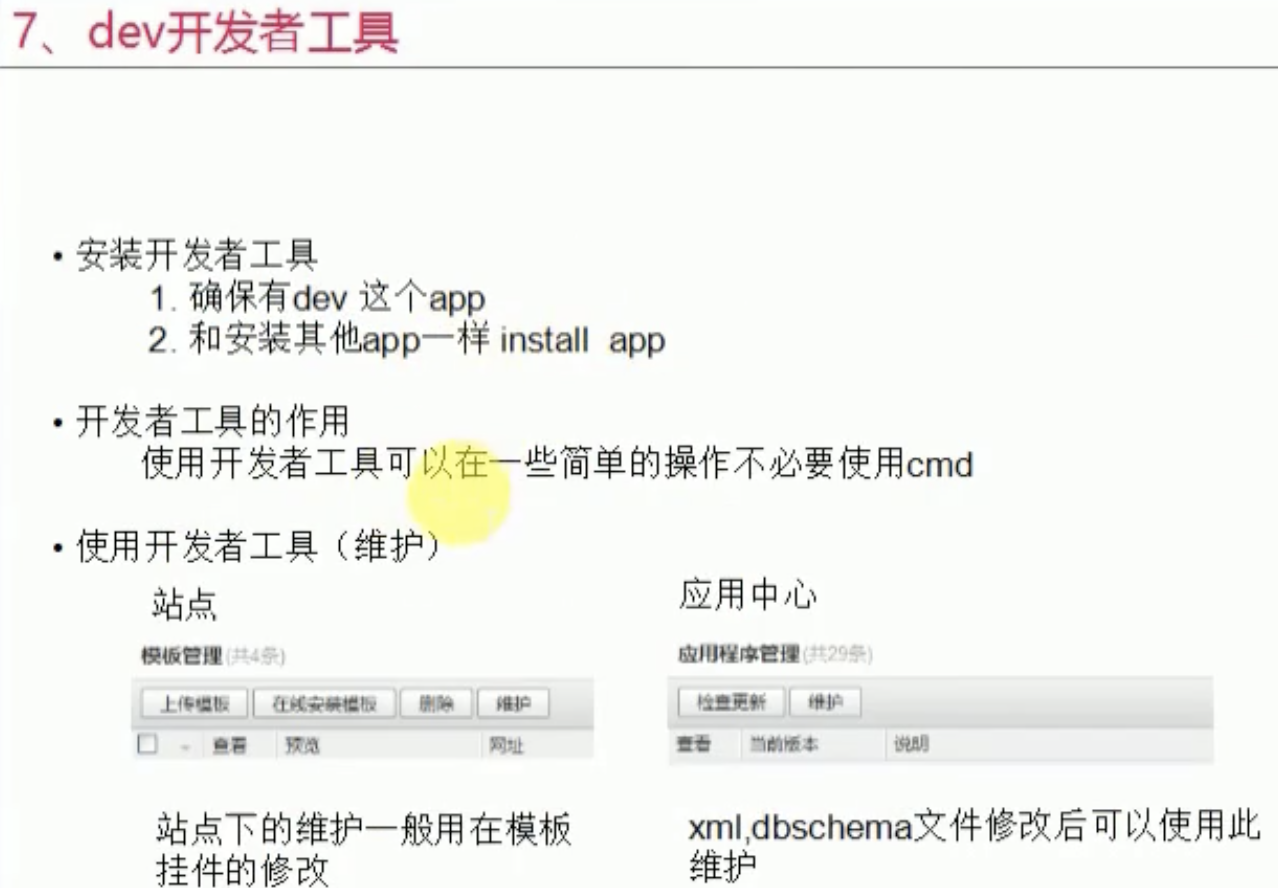 7、dev开发者工具
• 安装开发者工具
1. 确保有dev 这个app
2. 和安装其他app一样 install app
• 开发者工具的作用
使用开发者工具可以在一些简单的操作不必要使用cmd
• 使用开发者工具（维护）
站点
模板管理(共4条)
上传模板 在线安装模板 删除 维护
查看 预览 网址
站点下的维护一般用在模板
挂件的修改
应用中心
应用程序管理(共29条)
检查更新 维护
查看 当前版本 说明
xml,dbschema文件修改后可以使用此
维护